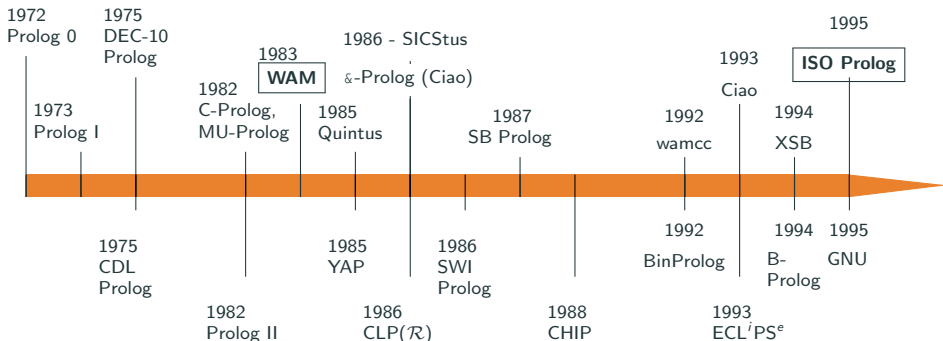 1972
Prolog 0
1973
Prolog I
1975
DEC-10
Prolog
1982
C-Prolog,
MU-Prolog
1983
WAM
1985
Quintus
1986 - SICStus
&-Prolog (Ciao)
1987
SB Prolog
1992
wamcc
1993
Ciao
1994
XSB
1995
ISO Prolog
1975
CDL
Prolog
1982
Prolog II
1985
YAP
1986
CLP(ℛ)
1986
SWI
Prolog
1988
CHIP
1992
BinProlog
1993
ECLⁱPSᵉ
1994
B-
Prolog
1995
GNU